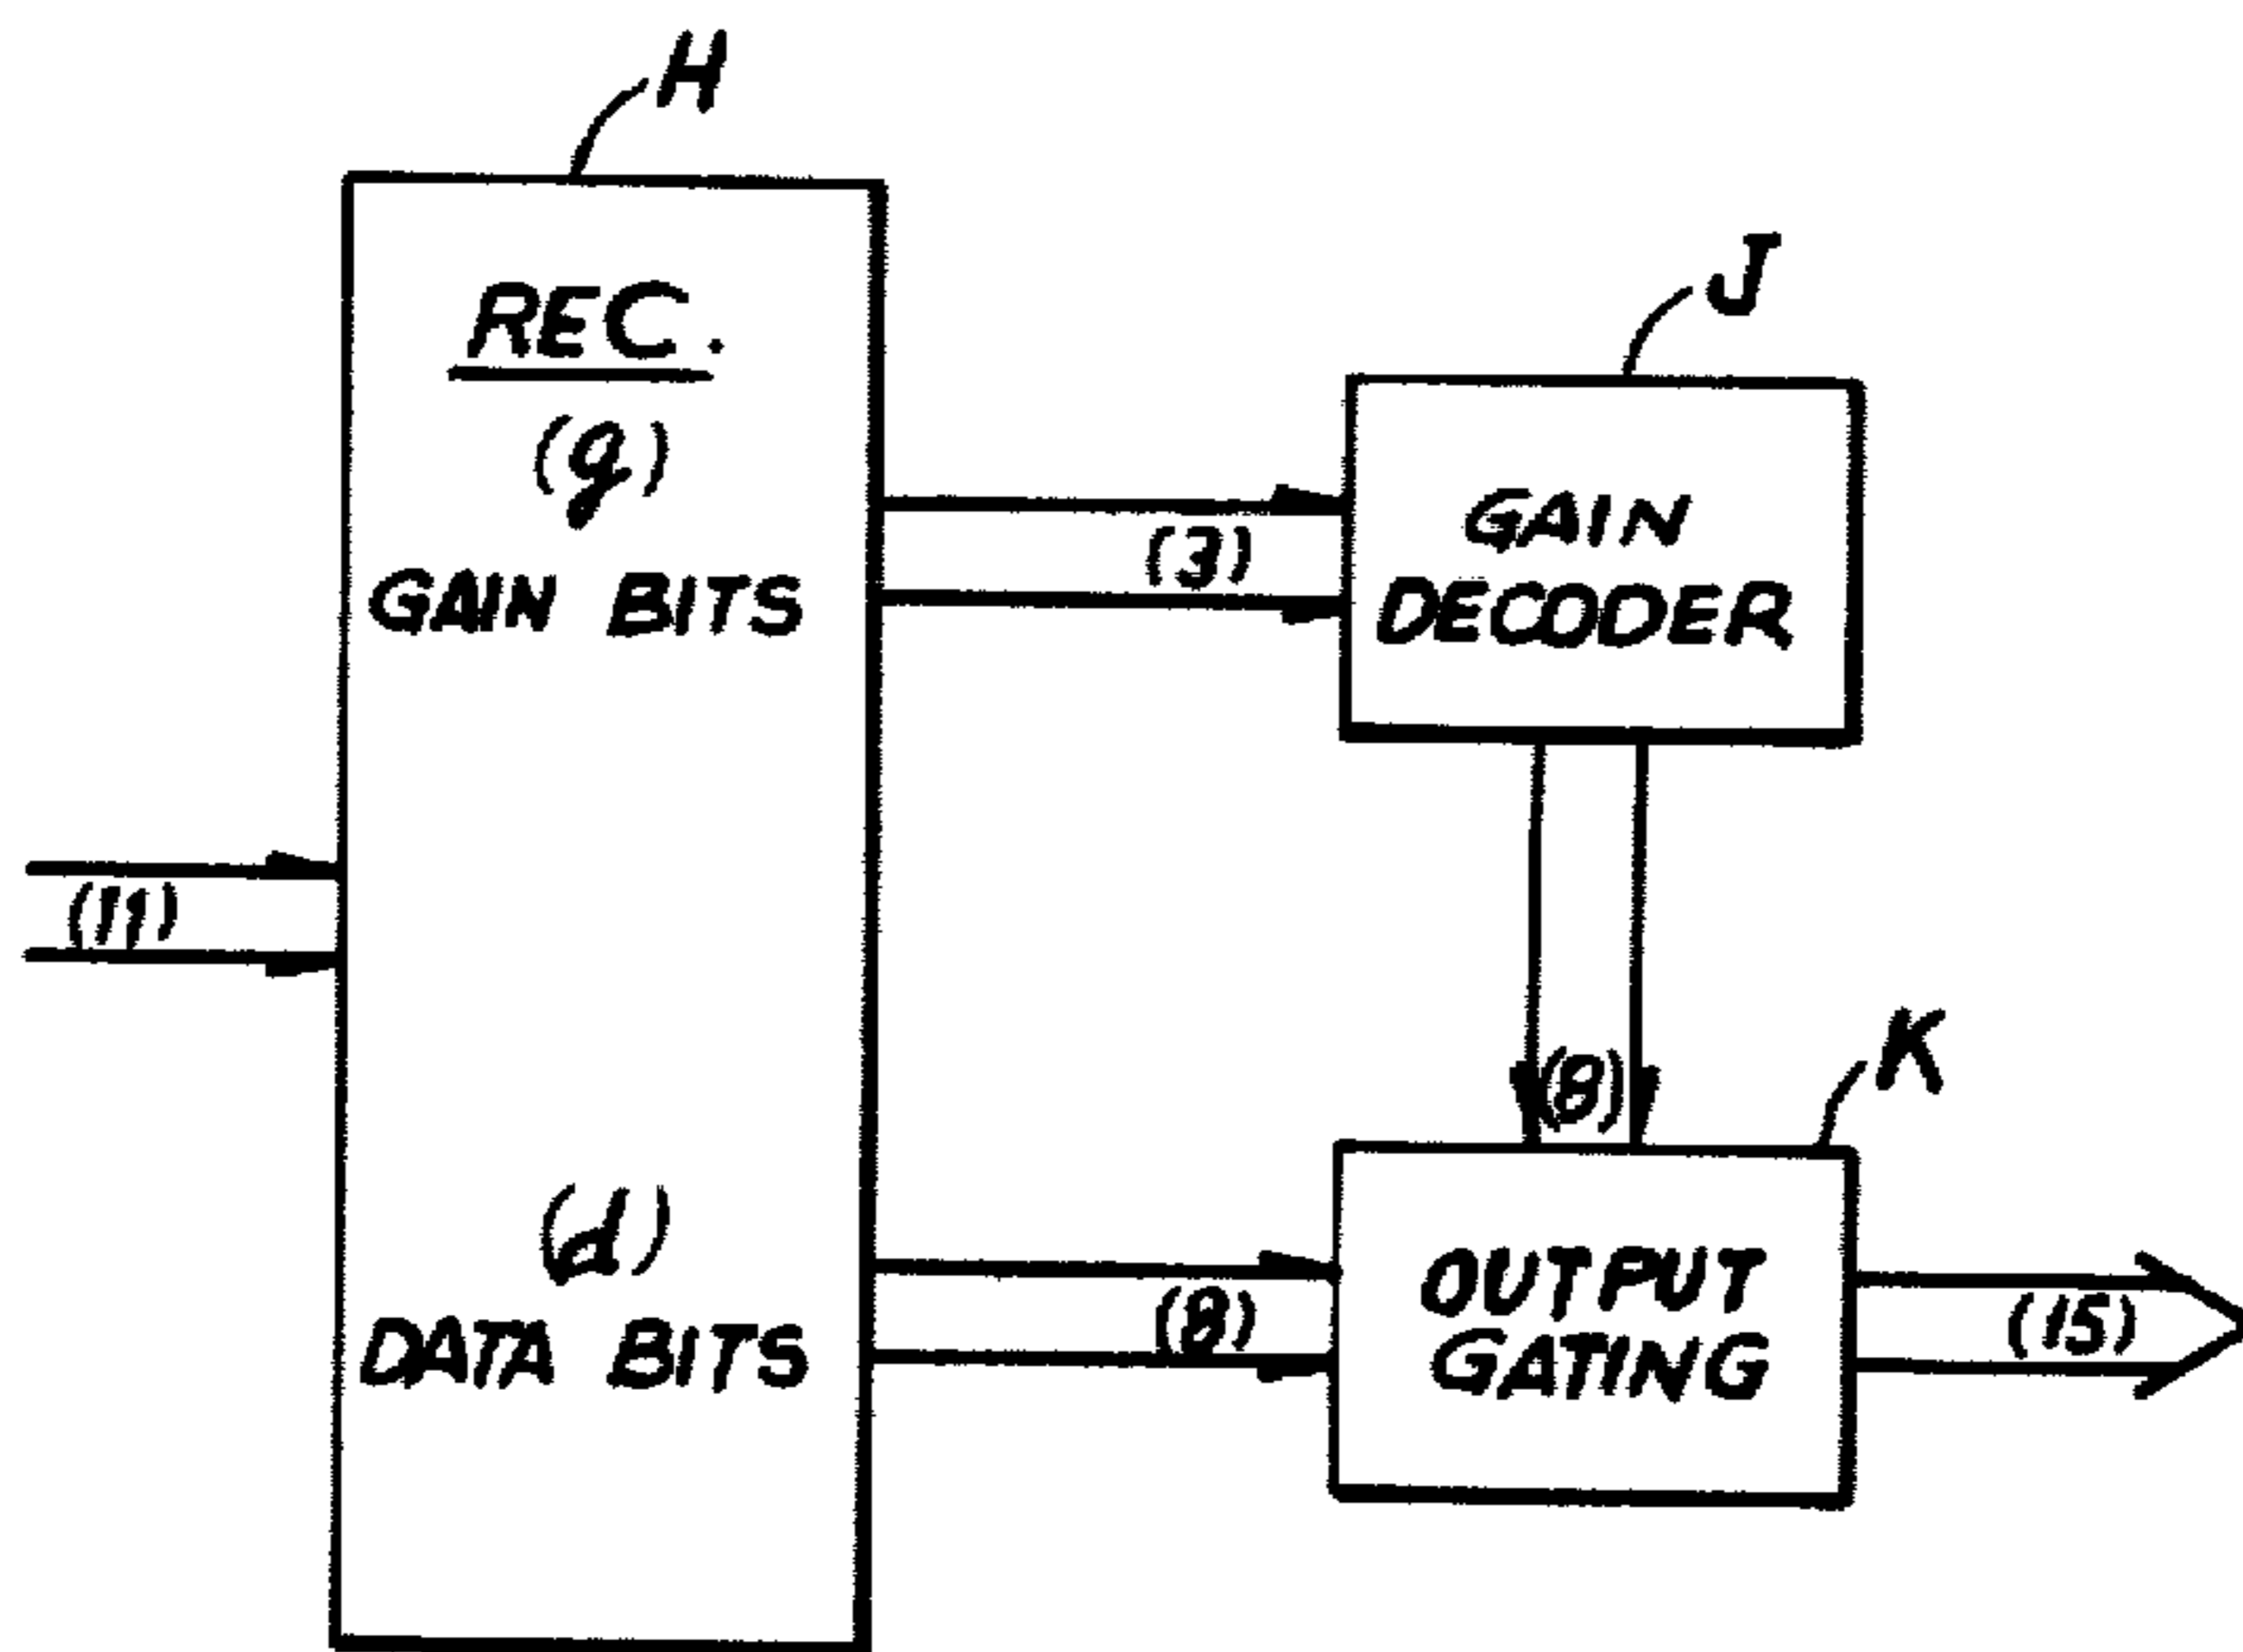 H
REC.
(g)
GAIN BITS
(11)
(d)
DATA BITS
(3)
J
GAIN
DECODER
(8)
K
(8)
OUTPUT
GATING
(15)